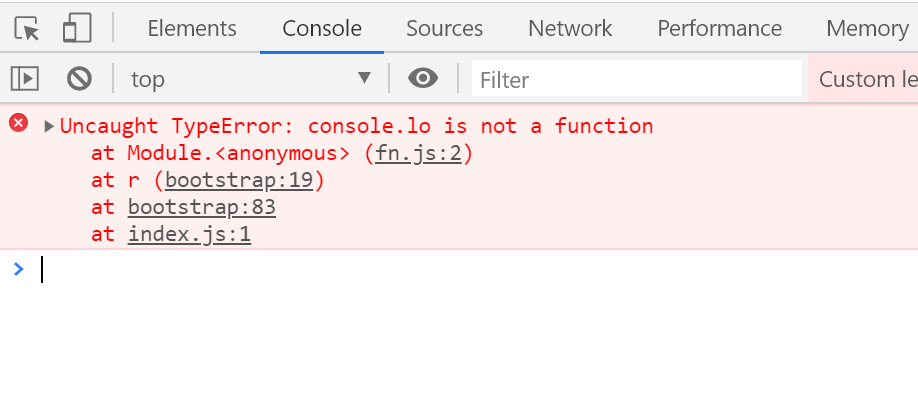 Elements Console Sources Network Performance Memory
top Filter Custom le
Uncaught TypeError: console.lo is not a function
at Module.<anonymous> (fn.js:2)
at r (bootstrap:19)
at bootstrap:83
at index.js:1